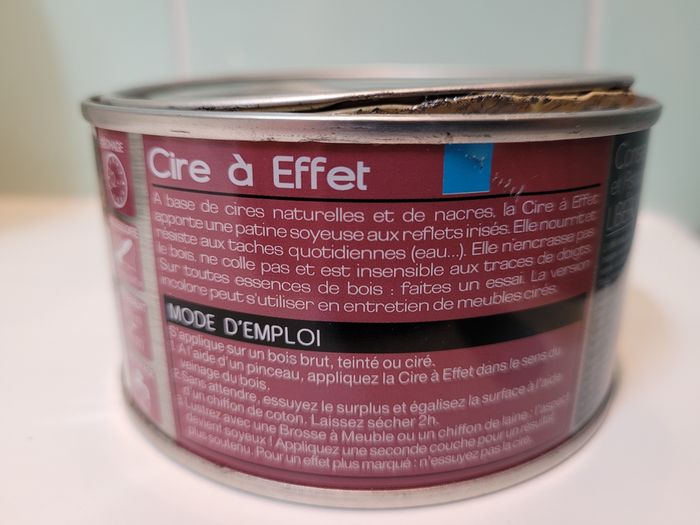 Cire à Effet
A base de cires naturelles et de nacres, la Cire à Effet
apporte une patine soyeuse aux reflets irisés. Elle nourrit et
résiste aux taches quotidiennes (eau...). Elle n'encrasse pas
le bois, ne colle pas et est insensible aux traces de doigts.
Sur toutes essences de bois : faites un essai. La version
incolore peut s'utiliser en entretien de meubles cirés.
MODE D'EMPLOI
S'applique sur un bois brut, teinté ou ciré.
1. A l'aide d'un pinceau, appliquez la Cire à Effet dans le sens du
veinage du bois.
2. Sans attendre, essuyez le surplus et égalisez la surface à l'aide
d'un chiffon de coton. Laissez sécher 2h.
3. Lustrez avec une Brosse à Meuble ou un chiffon de laine : l'aspect
devient soyeux ! Appliquez une seconde couche pour un résultat
plus soutenu. Pour un effet plus marqué : n'essuyez pas la cire.